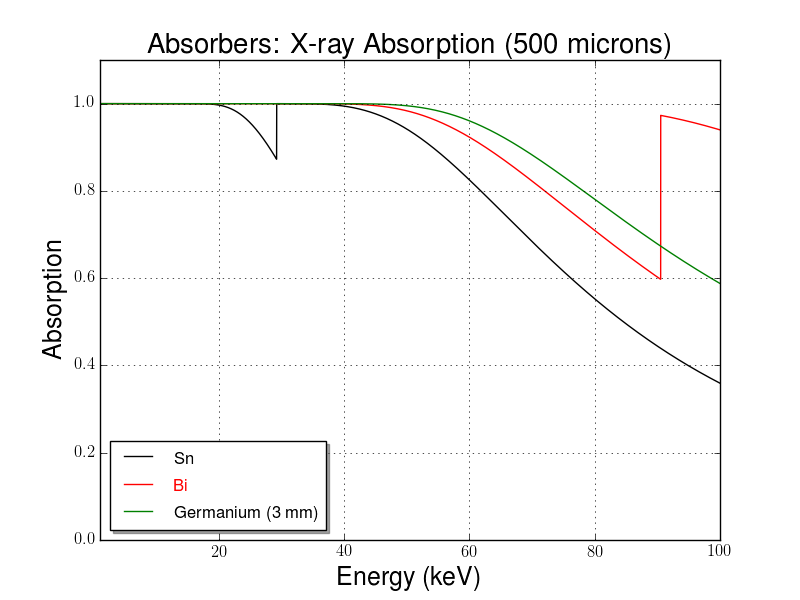 Absorbers: X-ray Absorption (500 microns)
1.0
0.8
0.6
0.4
0.2
0.0
Absorption
Sn
Bi
Germanium (3 mm)
20
40
60
80
100
Energy (keV)